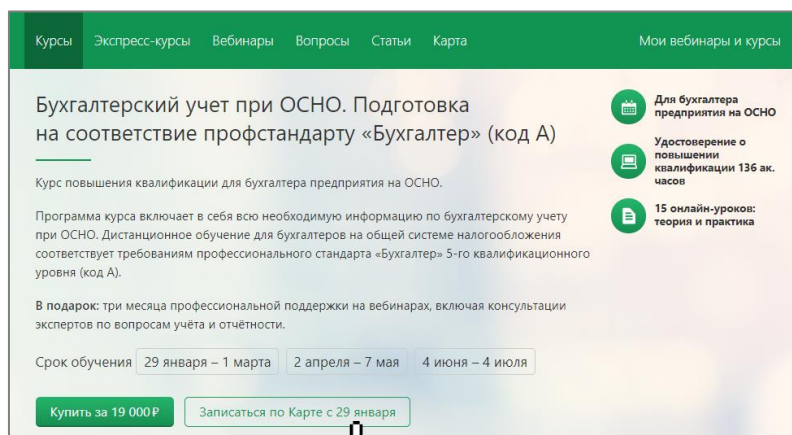 Курсы Экспресс-курсы Вебинары Вопросы Статьи Карта Мои вебинары и курсы
Бухгалтерский учет при ОСНО. Подготовка
на соответствие профстандарту «Бухгалтер» (код А)
Курс повышения квалификации для бухгалтера предприятия на ОСНО.
Программа курса включает в себя всю необходимую информацию по бухгалтерскому учету
при ОСНО. Дистанционное обучение для бухгалтеров на общей системе налогообложения
соответствует требованиям профессионального стандарта «Бухгалтер» 5-го квалификационного
уровня (код А).
В подарок: три месяца профессиональной поддержки на вебинарах, включая консультации
экспертов по вопросам учёта и отчётности.
Срок обучения 29 января – 1 марта 2 апреля – 7 мая 4 июня – 4 июля
Купить за 19 000 ₽ Записаться по Карте с 29 января
Для бухгалтера
предприятия на ОСНО
Удостоверение о
повышении
квалификации 136 ак.
часов
15 онлайн-уроков:
теория и практика